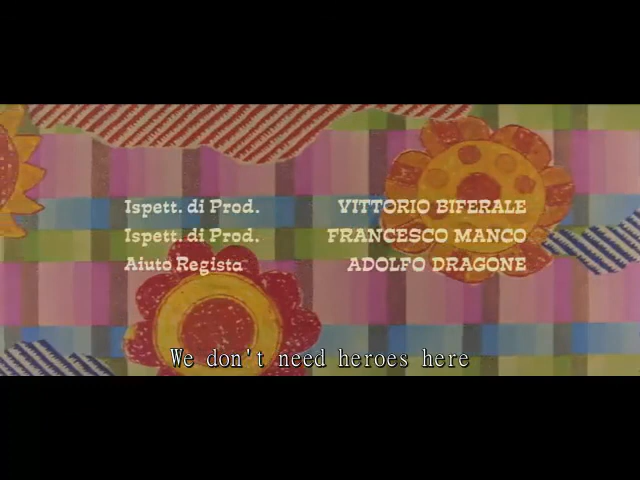 Ispett. di Prod. VITTORIO BIFERALE
Ispett. di Prod. FRANCESCO MANCO
Aiuto Regista ADOLFO DRAGONE
We don't need heroes here